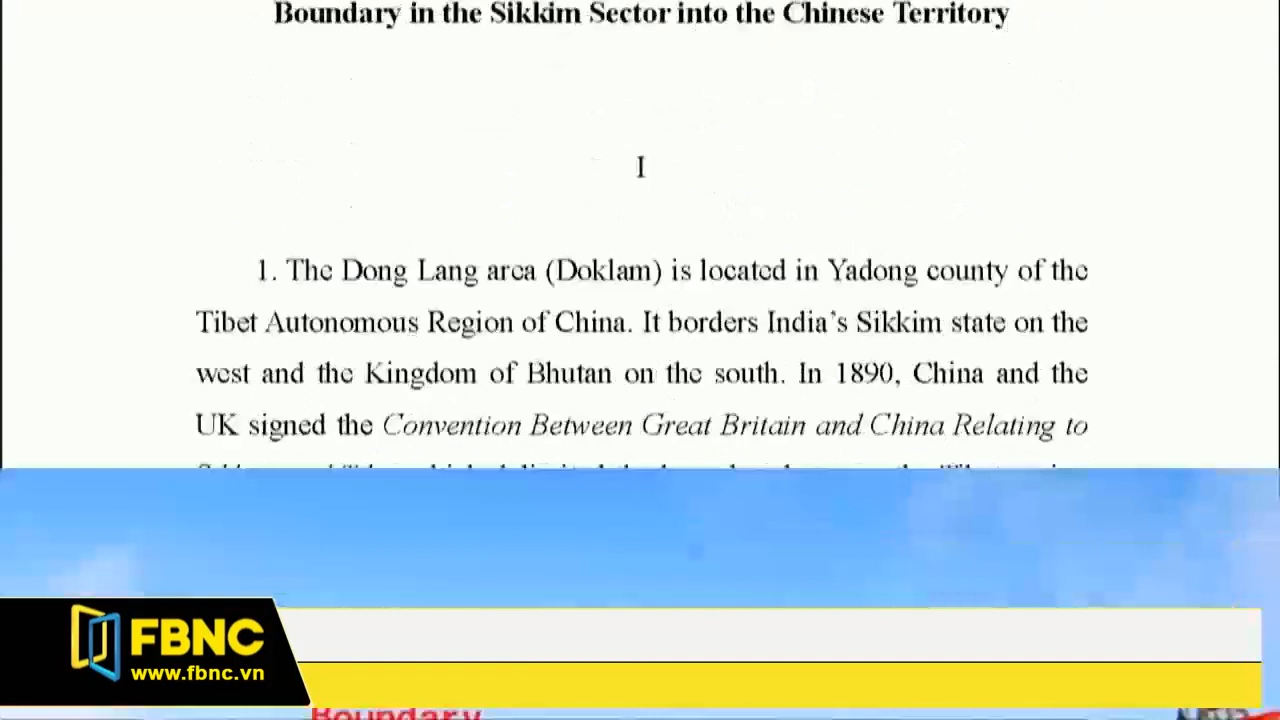 Boundary in the Sikkim Sector into the Chinese Territory
I
1. The Dong Lang area (Doklam) is located in Yadong county of the
Tibet Autonomous Region of China. It borders India's Sikkim state on the
west and the Kingdom of Bhutan on the south. In 1890, China and the
UK signed the Convention Between Great Britain and China Relating to
FBNC
www.fbnc.vn
Boundary